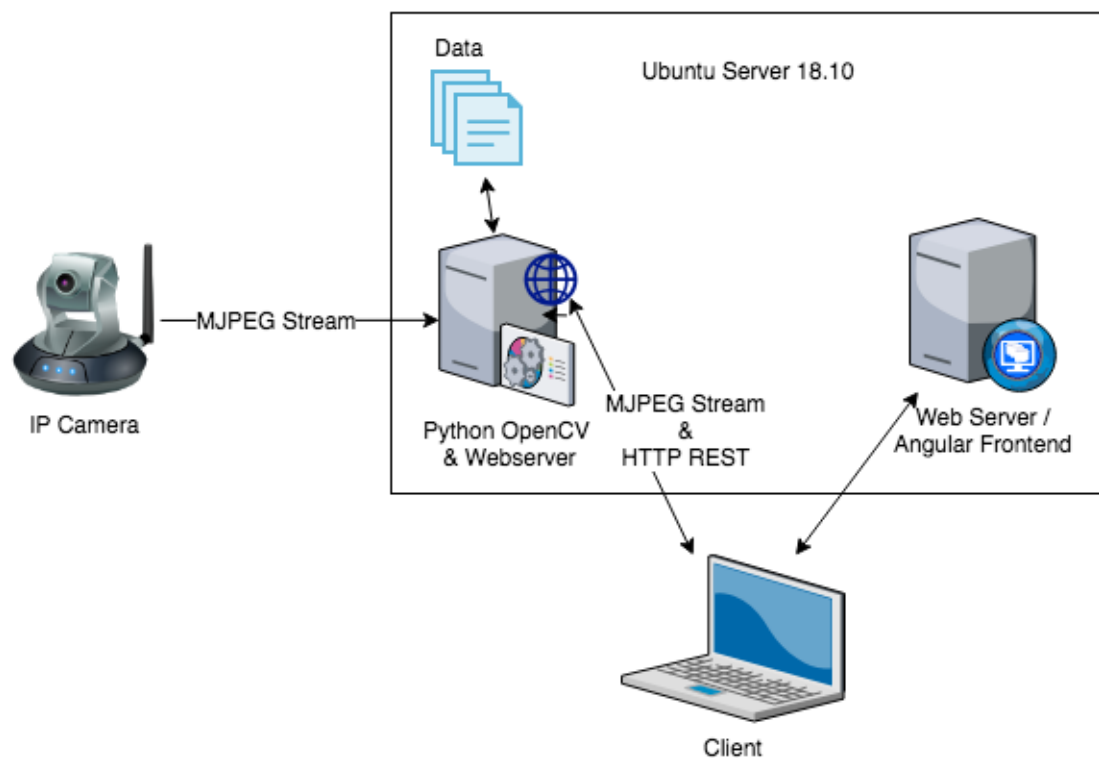 Data
Ubuntu Server 18.10
MJPEG Stream
IP Camera
Python OpenCV
& Webserver
MJPEG Stream
&
HTTP REST
Web Server /
Angular Frontend
Client